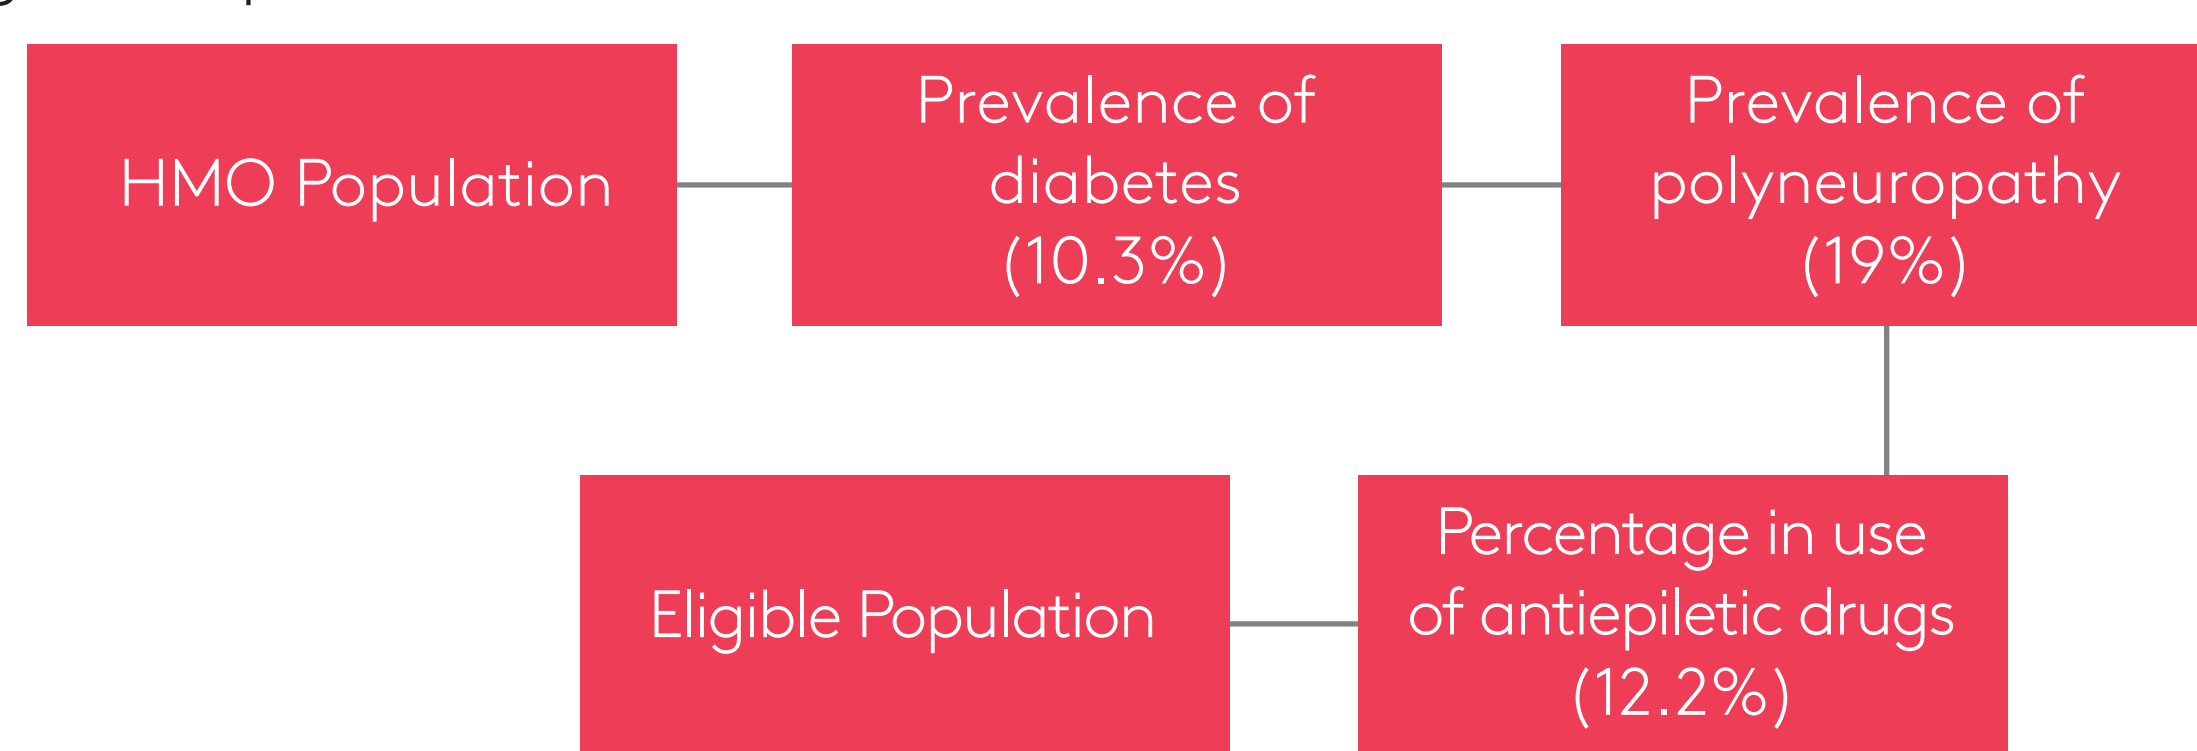 HMO Population
Prevalence of
diabetes
(10.3%)
Prevalence of
polyneuropathy
(19%)
Percentage in use
of antiepiletic drugs
(12.2%)
Eligible Population